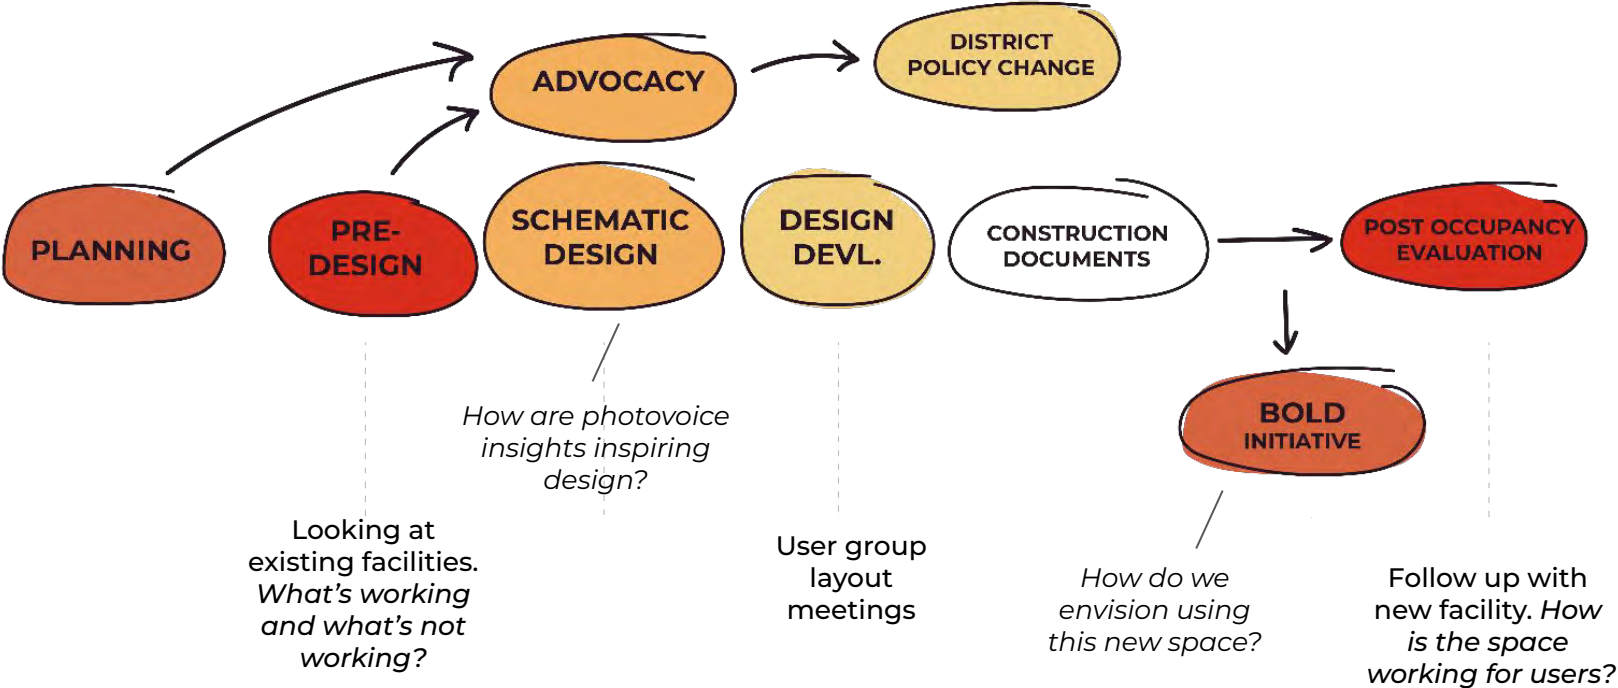 DISTRICT
POLICY CHANGE
ADVOCACY
PLANNING
PRE-
DESIGN
SCHEMATIC
DESIGN
DESIGN
DEVL.
CONSTRUCTION
DOCUMENTS
POST OCCUPANCY
EVALUATION
BOLD
INITIATIVE
How are photovoice
insights inspiring
design?
Looking at
existing facilities.
What’s working
and what’s not
working?
User group
layout
meetings
How do we
envision using
this new space?
Follow up with
new facility. How
is the space
working for users?